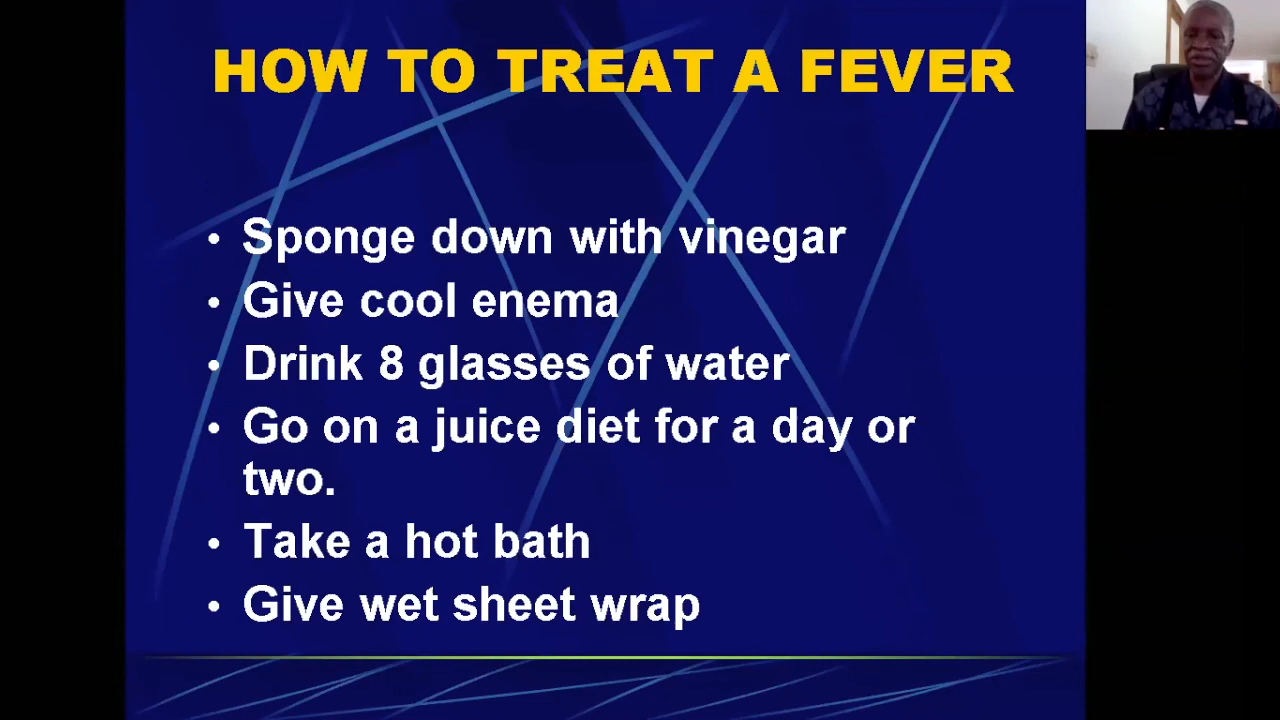 HOW TO TREAT A FEVER
• Sponge down with vinegar
• Give cool enema
• Drink 8 glasses of water
• Go on a juice diet for a day or
two.
• Take a hot bath
• Give wet sheet wrap